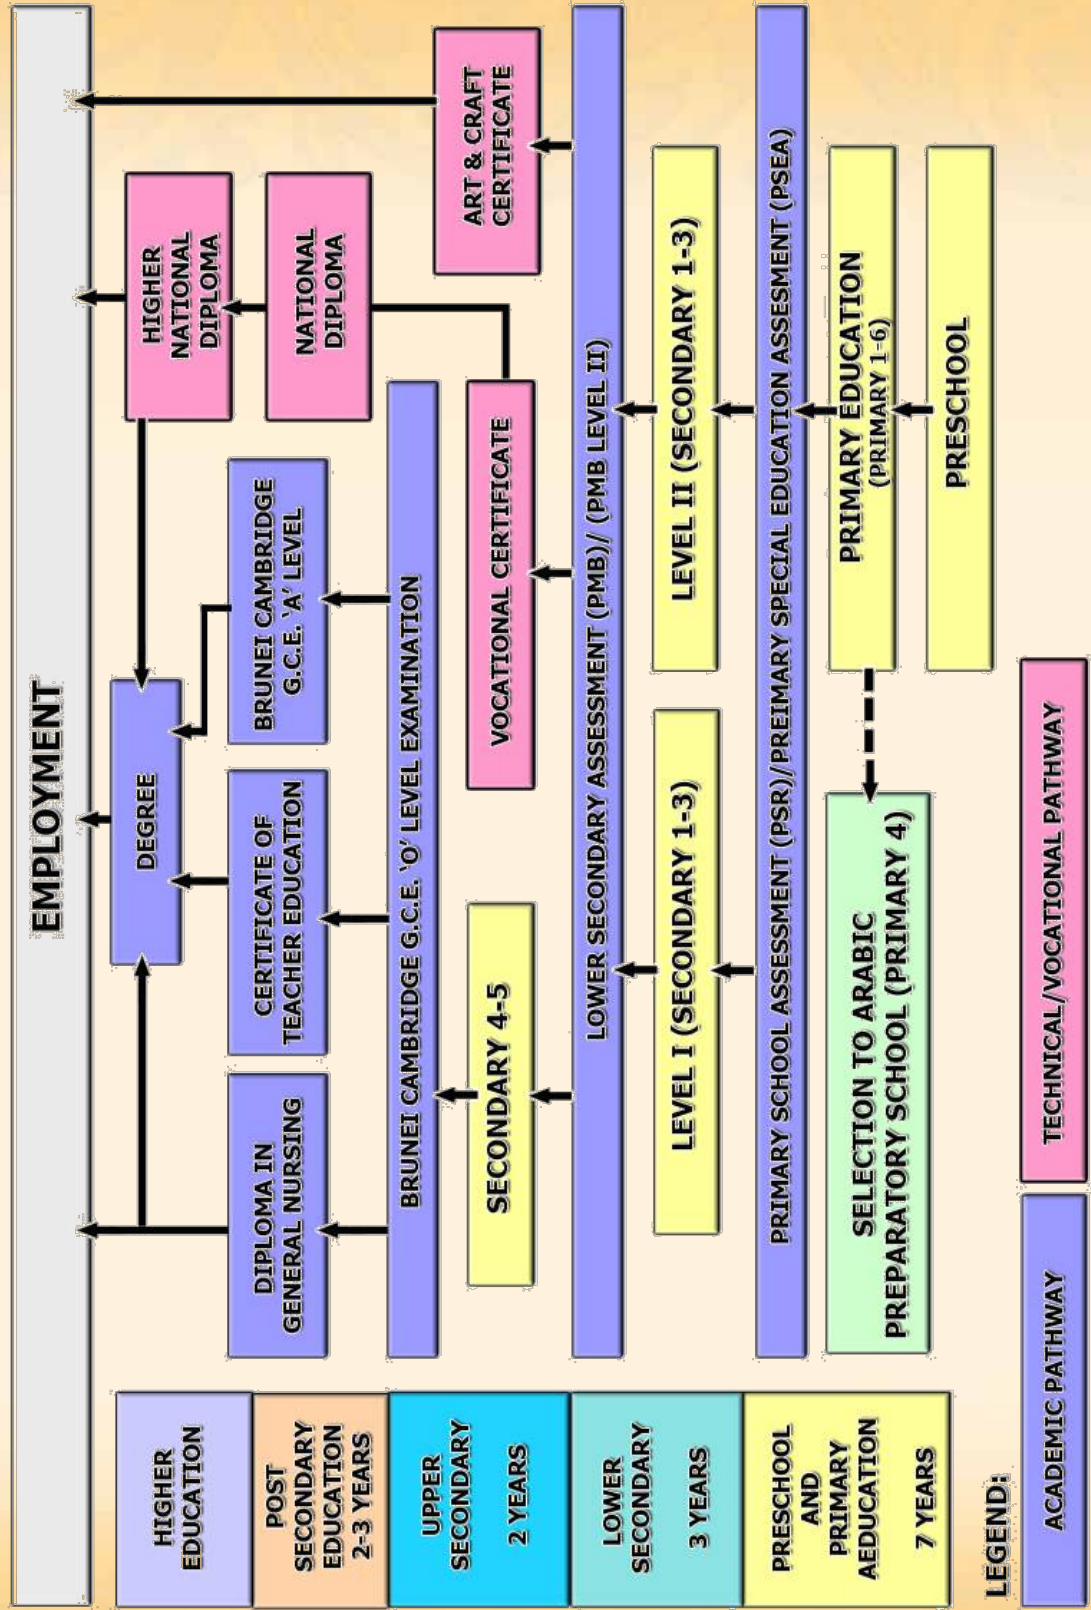 EMPLOYMENT
HIGHER
EDUCATION
DEGREE
HIGHER
NATIONAL
DIPLOMA
POST
SECONDARY
EDUCATION
2-3 YEARS
DIPLOMA IN
GENERAL NURSING
CERTIFICATE OF
TEACHER EDUCATION
BRUNEI CAMBRIDGE
G.C.E. 'A' LEVEL
NATIONAL
DIPLOMA
UPPER
SECONDARY
2 YEARS
BRUNEI CAMBRIDGE G.C.E. 'O' LEVEL EXAMINATION
SECONDARY 4-5
VOCATIONAL CERTIFICATE
ART & CRAFT
CERTIFICATE
LOWER
SECONDARY
3 YEARS
LOWER SECONDARY ASSESSMENT (PMB)/ (PMB LEVEL II)
LEVEL I (SECONDARY 1-3)
LEVEL II (SECONDARY 1-3)
PRESCHOOL
AND
PRIMARY
AEDUCATION
7 YEARS
PRIMARY SCHOOL ASSESSMENT (PSR)/PREIMARY SPECIAL EDUCATION ASSESSMENT (PSEA)
SELECTION TO ARABIC
PREPARATORY SCHOOL (PRIMARY 4)
PRIMARY EDUCATION
(PRIMARY 1-6)
PRESCHOOL
LEGEND:
ACADEMIC PATHWAY
TECHNICAL/VOCATIONAL PATHWAY